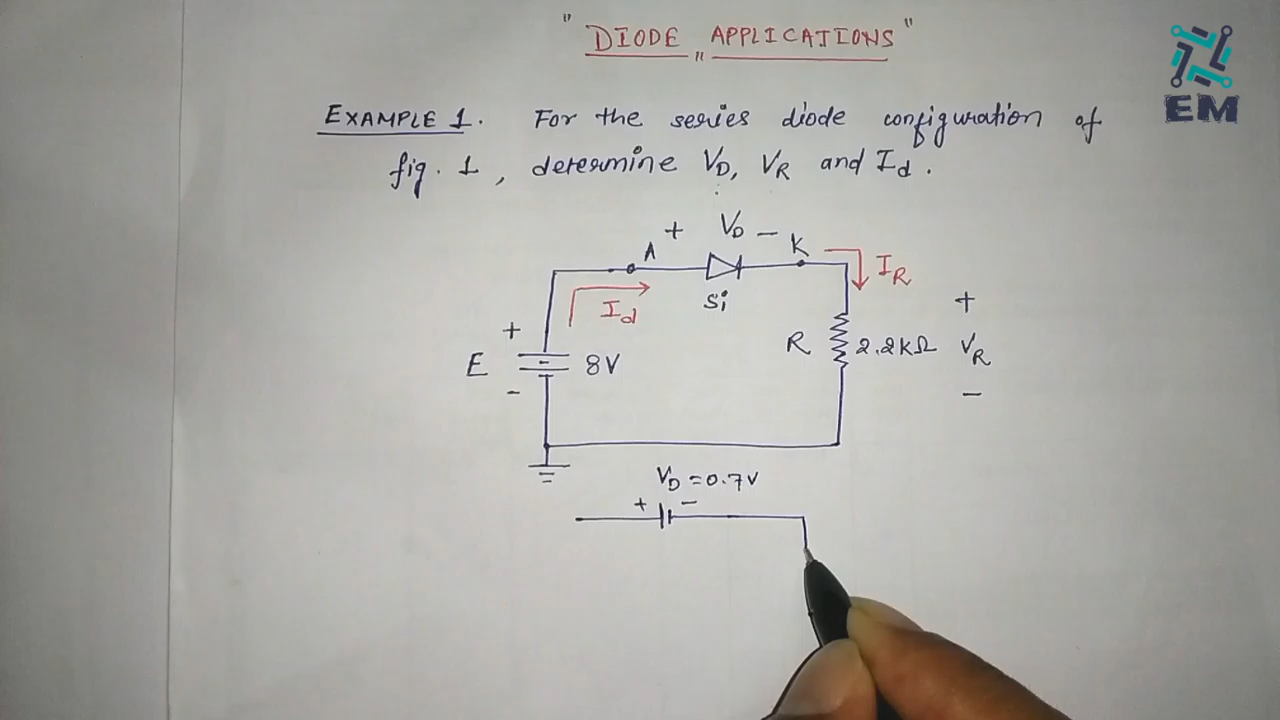 " DIODE " APPLICATIONS "
EXAMPLE 1. For the series diode configuration of
fig. 1, determine VD, VR and Id.
+ VD −
A K
Si
Id
IR
+
E 8V
-
R 2.2KΩ
+
VR
−
VD = 0.7V
+ −
EM